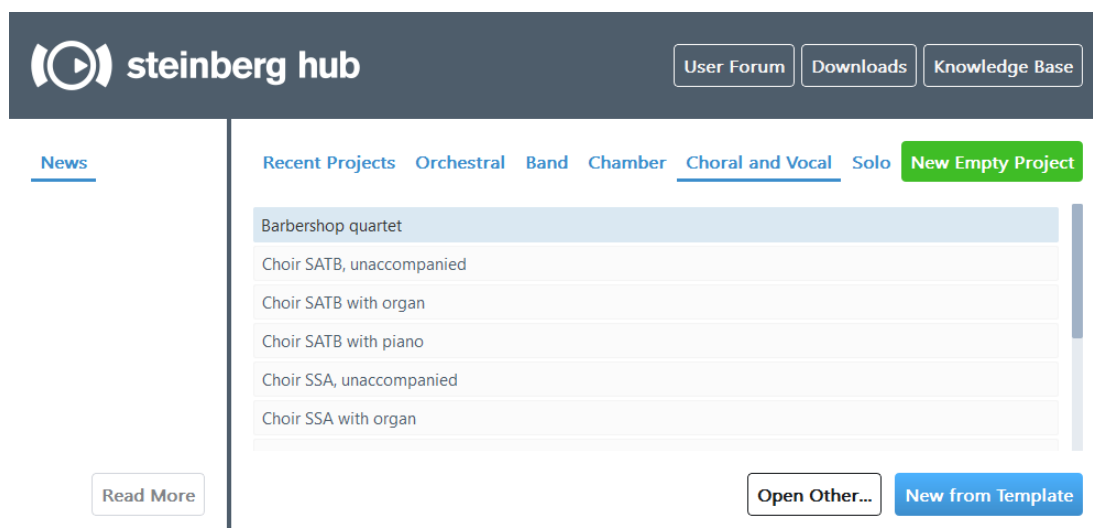 steinberg hub
User Forum Downloads Knowledge Base
News
Recent Projects Orchestral Band Chamber Choral and Vocal Solo New Empty Project
Barbershop quartet
Choir SATB, unaccompanied
Choir SATB with organ
Choir SATB with piano
Choir SSA, unaccompanied
Choir SSA with organ
Read More Open Other... New from Template